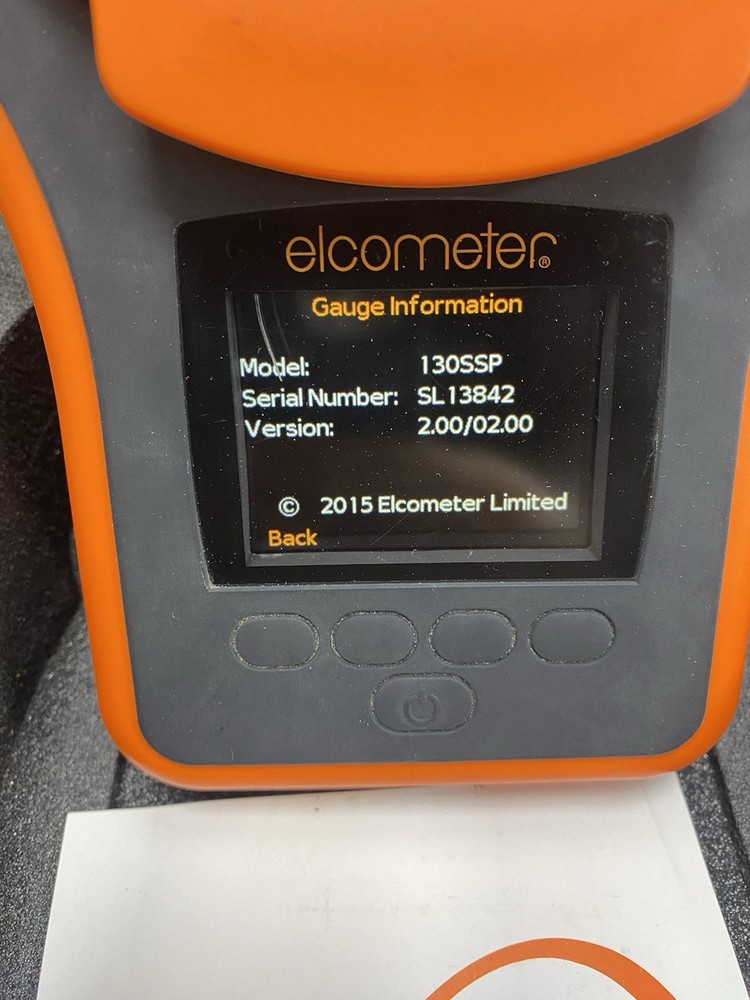 elcometer®
Gauge Information
Model: 130SSP
Serial Number: SL13842
Version: 2.00/02.00
© 2015 Elcometer Limited
Back